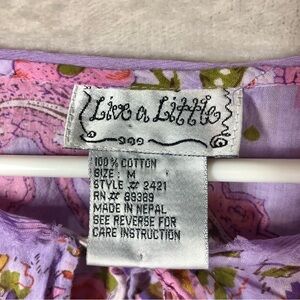 Live a Little
100% COTTON
SIZE : M
STYLE # 2421
RN # 89389
MADE IN NEPAL
SEE REVERSE FOR
CARE INSTRUCTION